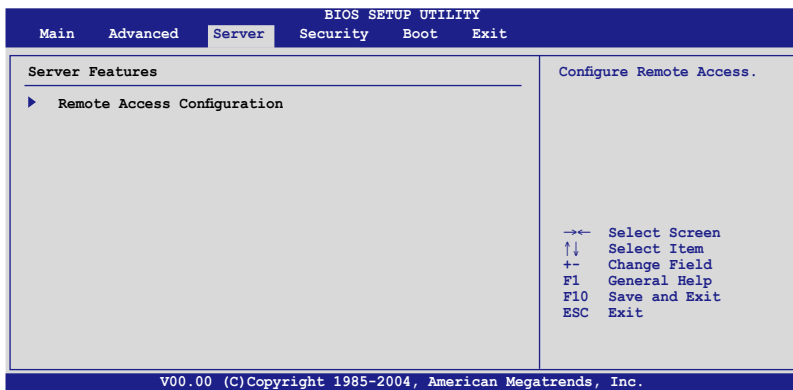 BIOS SETUP UTILITY
Main Advanced Server Security Boot Exit
Server Features
Remote Access Configuration
Configure Remote Access.
→← Select Screen
↑↓ Select Item
+- Change Field
F1 General Help
F10 Save and Exit
ESC Exit
V00.00 (C)Copyright 1985-2004, American Megatrends, Inc.